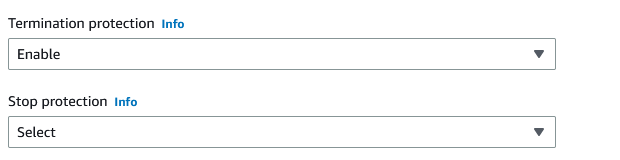 Termination protection Info
Enable
Stop protection Info
Select